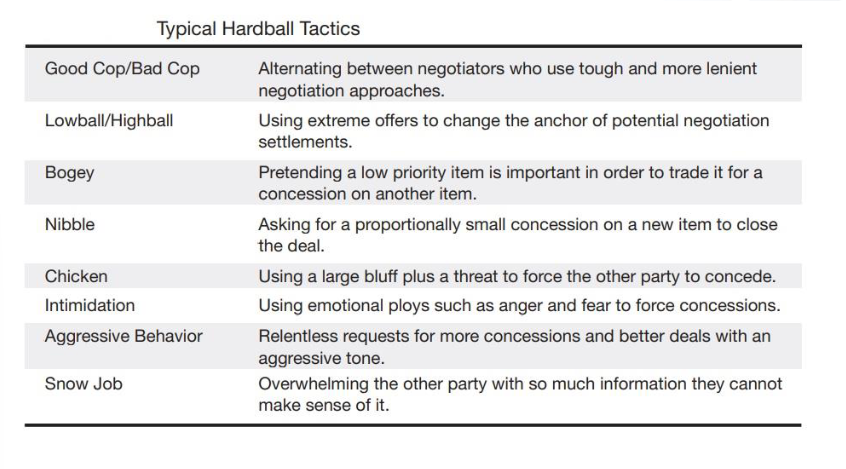 Typical Hardball Tactics
Good Cop/Bad Cop Alternating between negotiators who use tough and more lenient
negotiation approaches.
Lowball/Highball Using extreme offers to change the anchor of potential negotiation
settlements.
Bogey Pretending a low priority item is important in order to trade it for a
concession on another item.
Nibble Asking for a proportionally small concession on a new item to close
the deal.
Chicken Using a large bluff plus a threat to force the other party to concede.
Intimidation Using emotional ploys such as anger and fear to force concessions.
Aggressive Behavior Relentless requests for more concessions and better deals with an
aggressive tone.
Snow Job Overwhelming the other party with so much information they cannot
make sense of it.